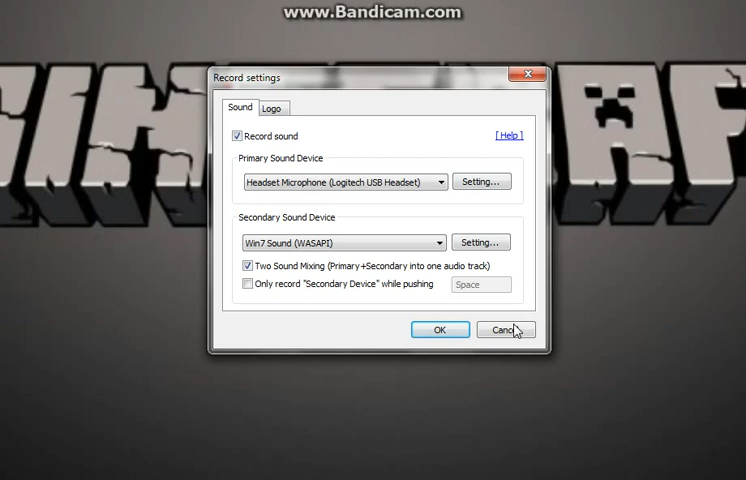 www.Bandicam.com
Record settings
Sound
Logo
Record sound
[ Help ]
Primary Sound Device
Headset Microphone (Logitech USB Headset)
Setting...
Secondary Sound Device
Win7 Sound (WASAPI)
Setting...
Two Sound Mixing (Primary+Secondary into one audio track)
Only record "Secondary Device" while pushing
Space
OK